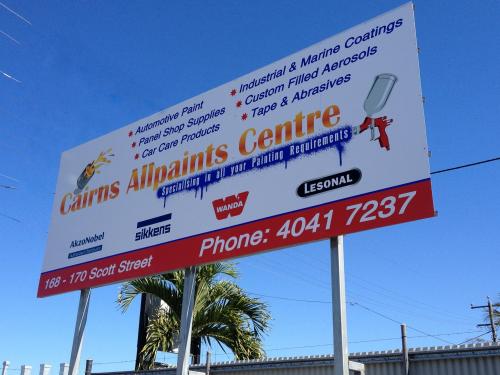 * Automotive Paint
* Panel Shop Supplies
* Car Care Products
* Industrial & Marine Coatings
* Custom Filled Aerosols
* Tape & Abrasives
Cairns Allpaints Centre
Specialising in all your Painting Requirements
AkzoNobel
sikkens
WANDA
LESONAL
168 - 170 Scott Street
Phone: 4041 7237